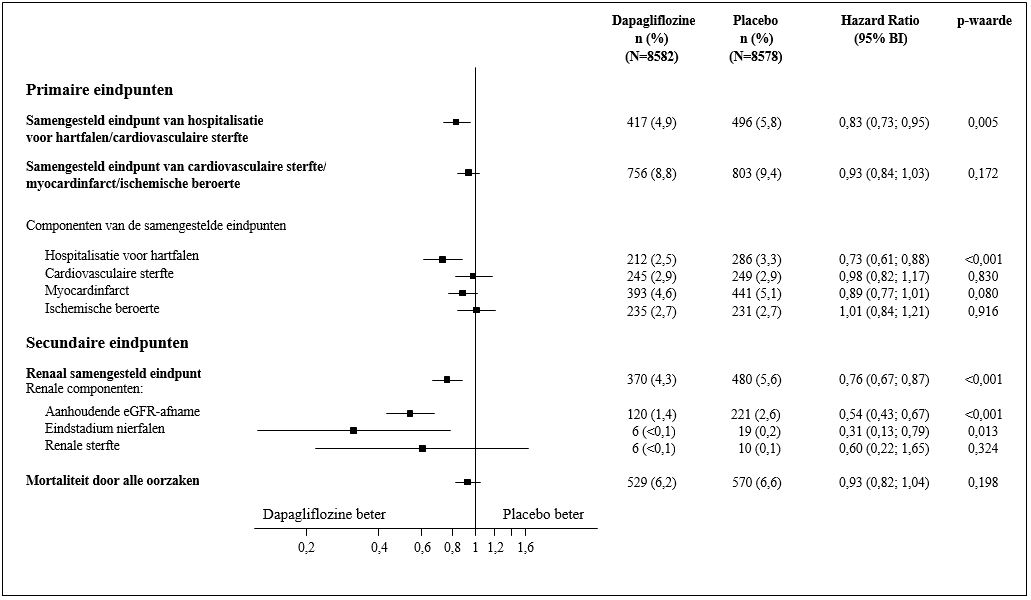 Dapagliflozine Placebo Hazard Ratio p-waarde
n (%) n (%) (95% BI)
(N=8582) (N=8578)
Primaire eindpunten
Samengesteld eindpunt van hospitalisatie
voor hartfalen/cardiovasculaire sterfte 417 (4,9) 496 (5,8) 0,83 (0,73; 0,95) 0,005
Samengesteld eindpunt van cardiovasculaire sterfte/
myocardinfarct/ischemische beroerte 756 (8,8) 803 (9,4) 0,93 (0,84; 1,03) 0,172
Componenten van de samengestelde eindpunten
Hospitalisatie voor hartfalen 212 (2,5) 286 (3,3) 0,73 (0,61; 0,88) <0,001
Cardiovasculaire sterfte 245 (2,9) 249 (2,9) 0,98 (0,82; 1,17) 0,830
Myocardinfarct 393 (4,6) 441 (5,1) 0,89 (0,77; 1,01) 0,080
Ischemische beroerte 235 (2,7) 231 (2,7) 1,01 (0,84; 1,21) 0,916
Secundaire eindpunten
Renaal samengesteld eindpunt 370 (4,3) 480 (5,6) 0,76 (0,67; 0,87) <0,001
Renale componenten:
Aanhoudende eGFR-afname 120 (1,4) 221 (2,6) 0,54 (0,43; 0,67) <0,001
Eindstadium nierfalen 6 (<0,1) 19 (0,2) 0,31 (0,13; 0,79) 0,013
Renale sterfte 6 (<0,1) 10 (0,1) 0,60 (0,22; 1,65) 0,324
Mortaliteit door alle oorzaken 529 (6,2) 570 (6,6) 0,93 (0,82; 1,04) 0,198
Dapagliflozine beter Placebo beter
0,2 0,4 0,6 0,8 1 1,2 1,6